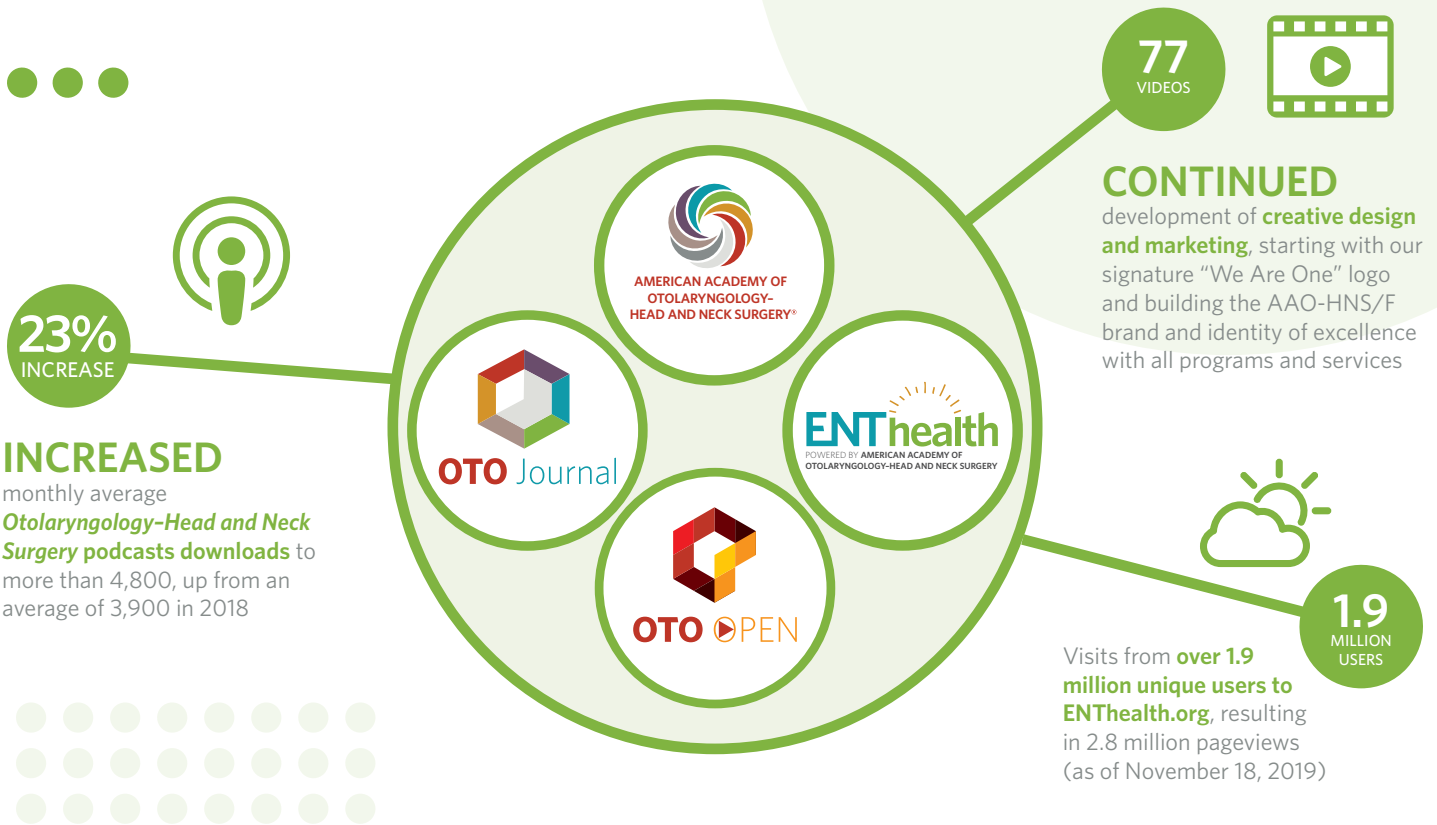 77
VIDEOS
CONTINUED
development of creative design
and marketing, starting with our
signature “We Are One” logo
and building the AAO-HNS/F
brand and identity of excellence
with all programs and services
23%
INCREASE
INCREASED
monthly average
Otolaryngology–Head and Neck
Surgery podcasts downloads to
more than 4,800, up from an
average of 3,900 in 2018
AMERICAN ACADEMY OF
OTOLARYNGOLOGY–
HEAD AND NECK SURGERY®
OTO Journal
ENThealth
POWERED BY AMERICAN ACADEMY OF
OTOLARYNGOLOGY–HEAD AND NECK SURGERY
OTO OPEN
1.9
MILLION
USERS
Visits from over 1.9
million unique users to
ENThealth.org, resulting
in 2.8 million pageviews
(as of November 18, 2019)